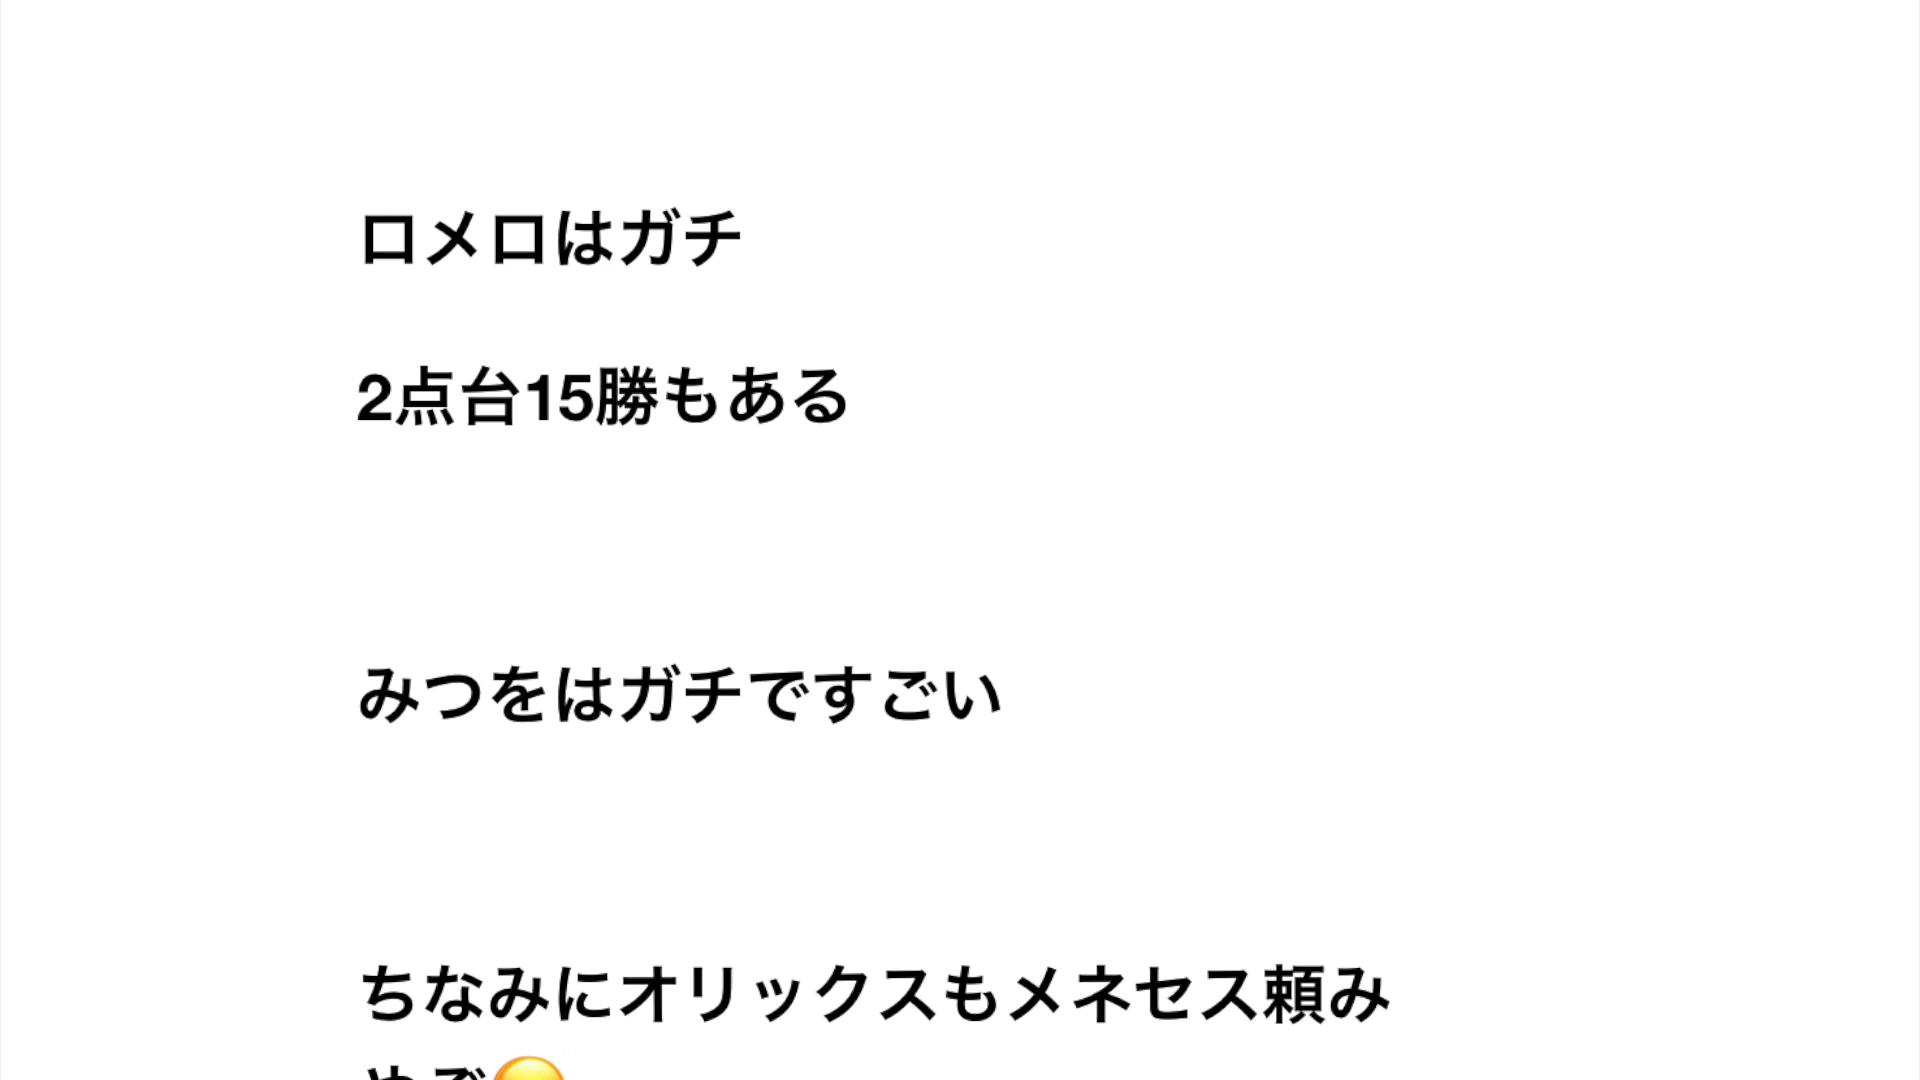 ロメロはガチ
2点台15勝もある
みつをはガチですごい
ちなみにオリックスもメネセス頼み
やぞ